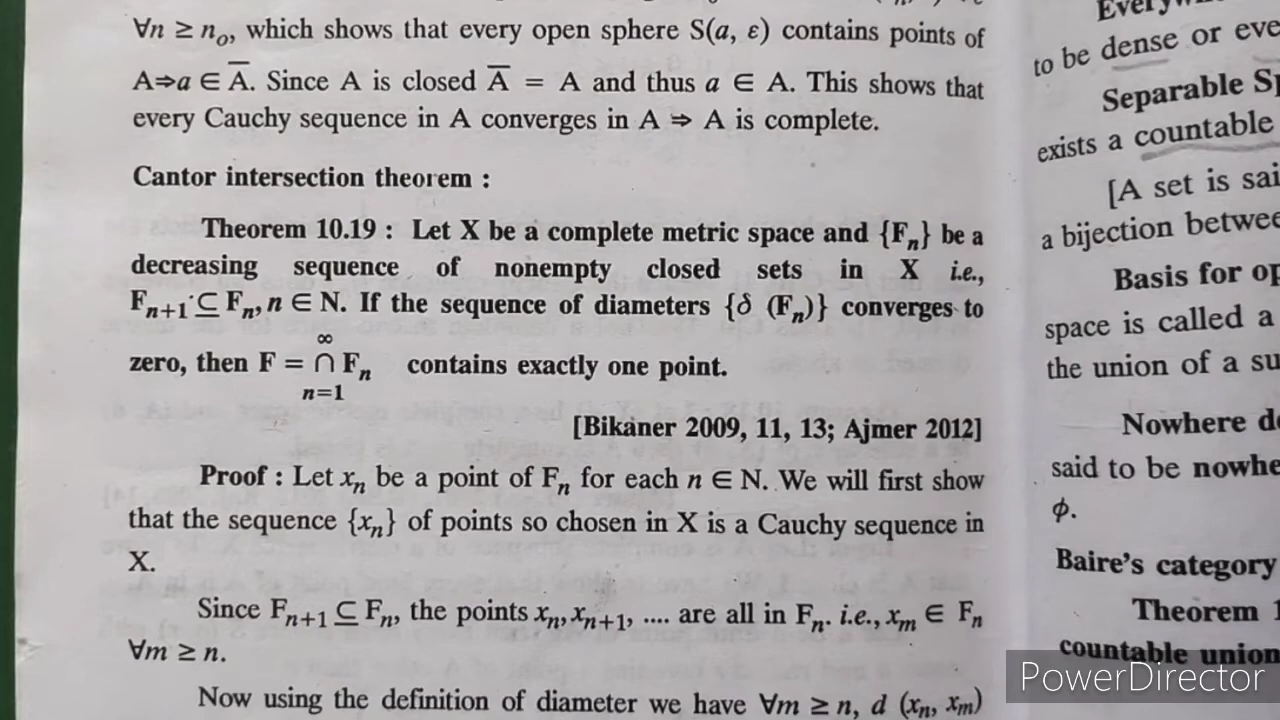 ∀n ≥ n₀, which shows that every open sphere S(a, ε) contains points of
A⇒a ∈ A̅. Since A is closed A̅ = A and thus a ∈ A. This shows that
every Cauchy sequence in A converges in A ⇒ A is complete.
Cantor intersection theorem :
Theorem 10.19 : Let X be a complete metric space and {Fₙ} be a
decreasing sequence of nonempty closed sets in X i.e.,
Fₙ₊₁ ⊆ Fₙ, n ∈ N. If the sequence of diameters {δ (Fₙ)} converges to
zero, then F = ∩ Fₙ contains exactly one point.
∞
n=1
[Bikaner 2009, 11, 13; Ajmer 2012]
Proof : Let xₙ be a point of Fₙ for each n ∈ N. We will first show
that the sequence {xₙ} of points so chosen in X is a Cauchy sequence in
X.
Since Fₙ₊₁ ⊆ Fₙ, the points xₙ, xₙ₊₁, .... are all in Fₙ. i.e., xₘ ∈ Fₙ
∀m ≥ n.
Now using the definition of diameter we have ∀m ≥ n, d (xₙ, xₘ)
to be dense or eve
Separable Sp
exists a countable
[A set is sai
a bijection betwee
Basis for op
space is called a
the union of a su
Nowhere de
said to be nowhe
ϕ.
Baire's category
Theorem 1
countable union
PowerDirector